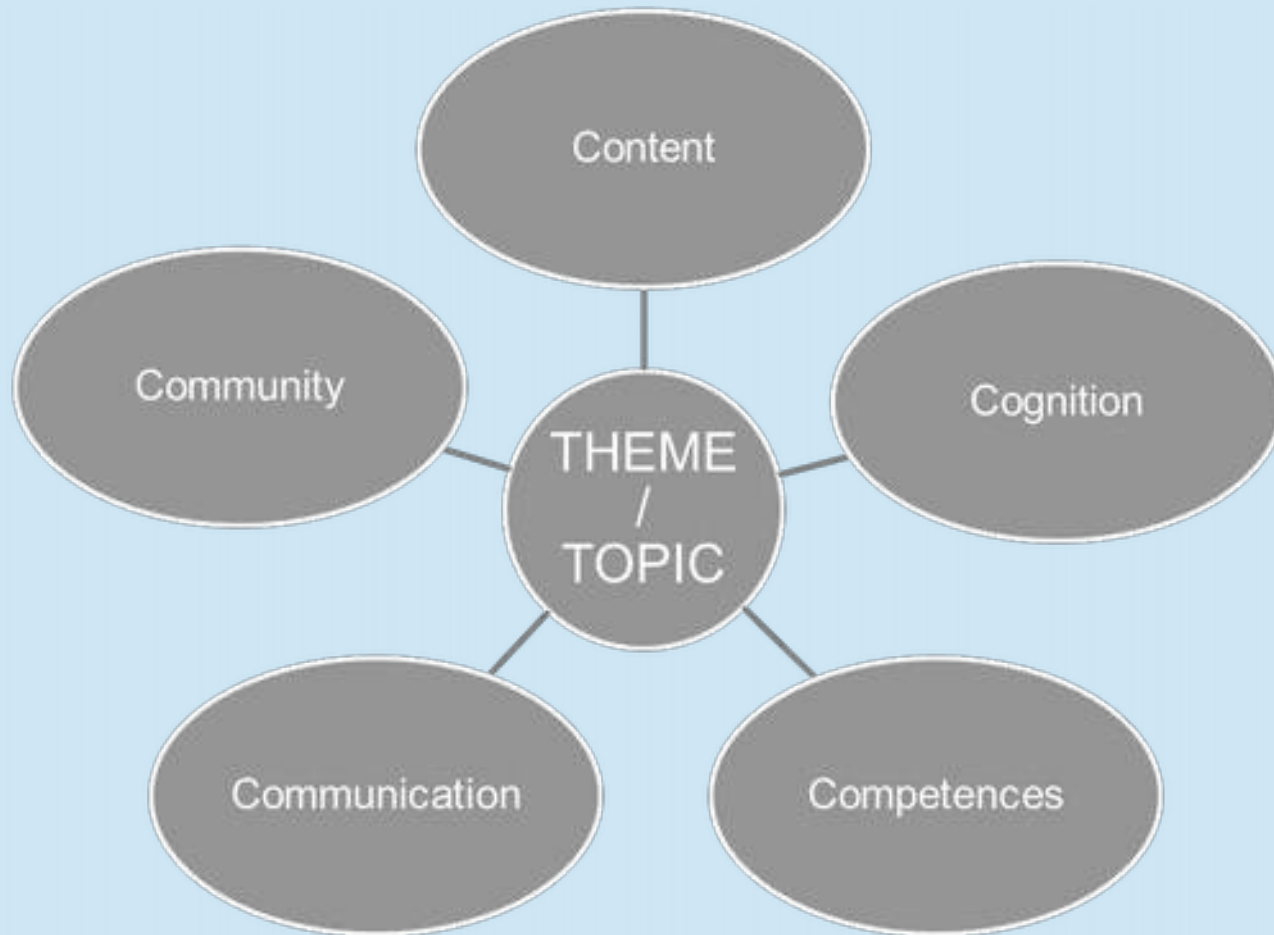 Content
Community
Cognition
THEME
/
TOPIC
Communication
Competences